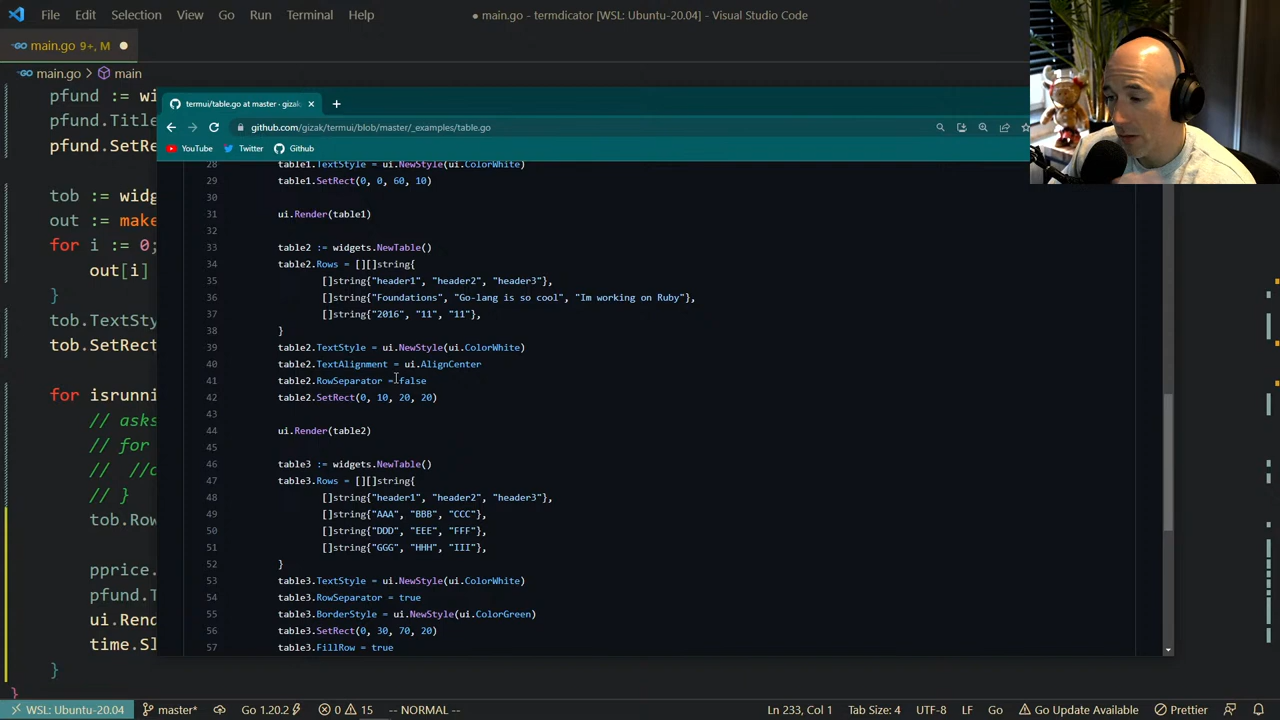 File Edit Selection View Go Run Terminal Help
● main.go - termdicator [WSL: Ubuntu-20.04] - Visual Studio Code
main.go 9+, M ●
main.go > main
pfund := wi
pfund.Title
pfund.SetRe
tob := widg
out := make
for i := 0;
out[i]
}
tob.TextSty
tob.SetRect
for isrunni
// asks
// for
// //a
// }
tob.Row
pprice.
pfund.T
ui.Rend
time.Sl
}
}
termui/table.go at master · gizak
github.com/gizak/termui/blob/master/_examples/table.go
YouTube Twitter Github
28 table1.TextStyle = ui.NewStyle(ui.ColorWhite)
29 table1.SetRect(0, 0, 60, 10)
30
31 ui.Render(table1)
32
33 table2 := widgets.NewTable()
34 table2.Rows = [][]string{
35 []string{"header1", "header2", "header3"},
36 []string{"Foundations", "Go-lang is so cool", "Im working on Ruby"},
37 []string{"2016", "11", "11"},
38 }
39 table2.TextStyle = ui.NewStyle(ui.ColorWhite)
40 table2.TextAlignment = ui.AlignCenter
41 table2.RowSeparator = false
42 table2.SetRect(0, 10, 20, 20)
43
44 ui.Render(table2)
45
46 table3 := widgets.NewTable()
47 table3.Rows = [][]string{
48 []string{"header1", "header2", "header3"},
49 []string{"AAA", "BBB", "CCC"},
50 []string{"DDD", "EEE", "FFF"},
51 []string{"GGG", "HHH", "III"},
52 }
53 table3.TextStyle = ui.NewStyle(ui.ColorWhite)
54 table3.RowSeparator = true
55 table3.BorderStyle = ui.NewStyle(ui.ColorGreen)
56 table3.SetRect(0, 30, 70, 20)
57 table3.FillRow = true
WSL: Ubuntu-20.04 master* Go 1.20.2 0 15 -- NORMAL -- Ln 233, Col 1 Tab Size: 4 UTF-8 LF Go Go Update Available Prettier